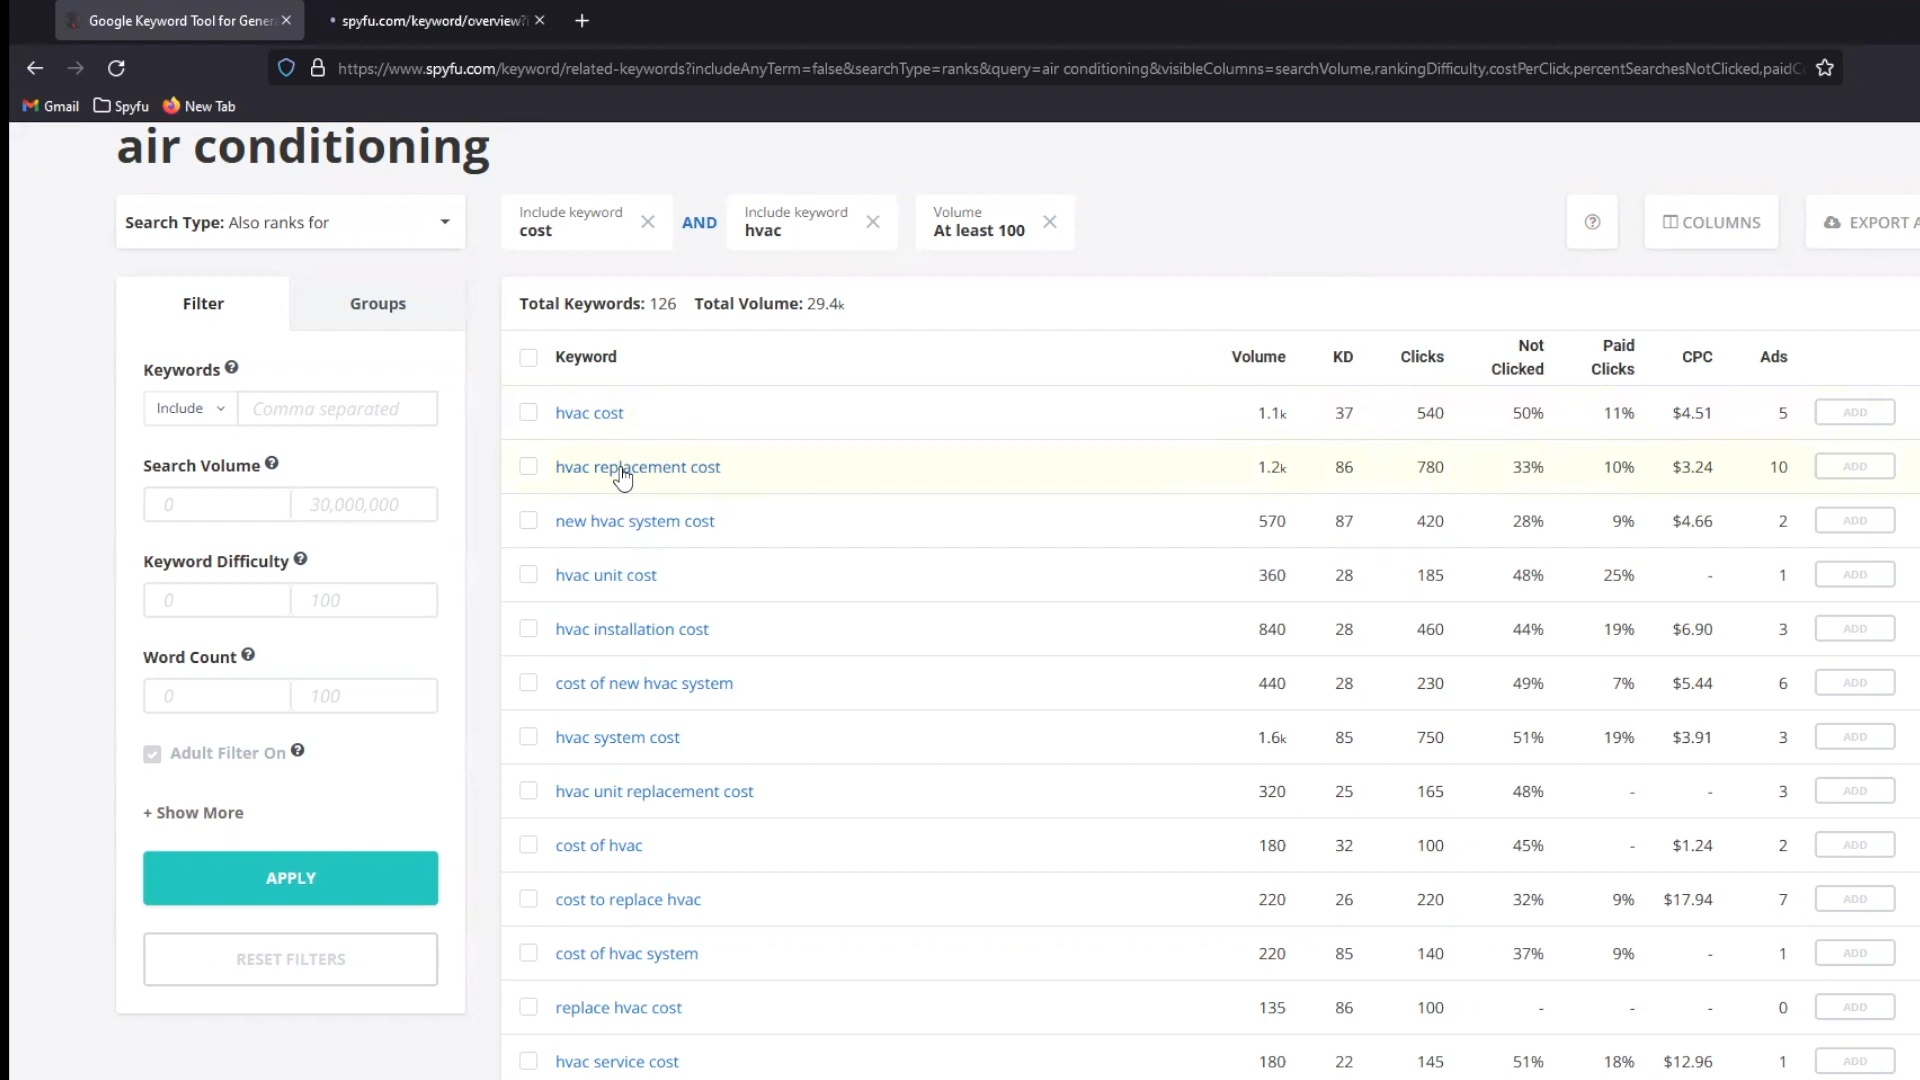 Google Keyword Tool for Gener
spyfu.com/keyword/overview?
https://www.spyfu.com/keyword/related-keywords?includeAnyTerm=false&searchType=ranks&query=air conditioning&visibleColumns=searchVolume,rankingDifficulty,costPerClick,percentSearchesNotClicked,paidC
Gmail Spyfu New Tab
air conditioning
Search Type: Also ranks for
Include keyword
cost
AND
Include keyword
hvac
Volume
At least 100
COLUMNS
EXPORT A
Filter
Groups
Keywords
Include
Comma separated
Search Volume
0 30,000,000
Keyword Difficulty
0 100
Word Count
0 100
Adult Filter On
+ Show More
APPLY
RESET FILTERS
Total Keywords: 126 Total Volume: 29.4k
Keyword Volume KD Clicks Not Clicked Paid Clicks CPC Ads
hvac cost 1.1k 37 540 50% 11% $4.51 5 ADD
hvac replacement cost 1.2k 86 780 33% 10% $3.24 10 ADD
new hvac system cost 570 87 420 28% 9% $4.66 2 ADD
hvac unit cost 360 28 185 48% 25% - 1 ADD
hvac installation cost 840 28 460 44% 19% $6.90 3 ADD
cost of new hvac system 440 28 230 49% 7% $5.44 6 ADD
hvac system cost 1.6k 85 750 51% 19% $3.91 3 ADD
hvac unit replacement cost 320 25 165 48% - - 3 ADD
cost of hvac 180 32 100 45% - $1.24 2 ADD
cost to replace hvac 220 26 220 32% 9% $17.94 7 ADD
cost of hvac system 220 85 140 37% 9% - 1 ADD
replace hvac cost 135 86 100 - - - 0 ADD
hvac service cost 180 22 145 51% 18% $12.96 1 ADD